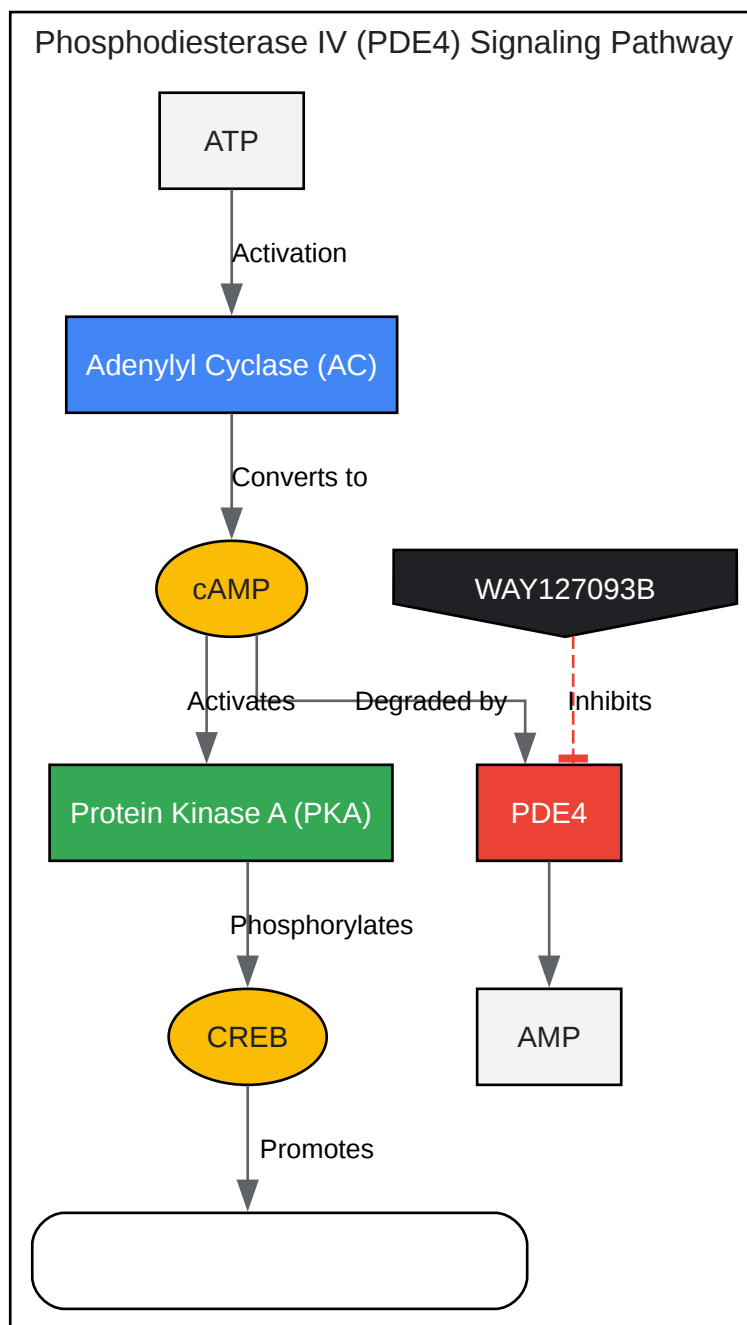 Phosphodiesterase IV (PDE4) Signaling Pathway
ATP
Activation
Adenylyl Cyclase (AC)
Converts to
cAMP
WAY127093B
Activates
Degraded by
Inhibits
Protein Kinase A (PKA)
PDE4
Phosphorylates
CREB
AMP
Promotes